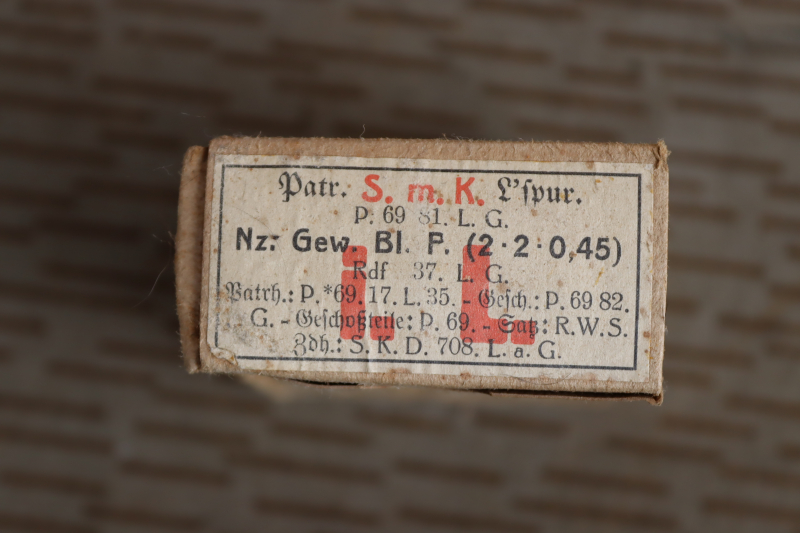 Patr. S. m. K. L'ſpur.
P. 69 81. L. G.
Nz. Gew. Bl. P. (2·2·0,45)
Rdf 37. L. G.
Patrh.: P.*69. 17. L. 35. - Geſch.: P. 69 82.
G. - Geſchoßteile: P. 69. - Satz: R.W.S.
Zdh.: S. K. D. 708. L. a G.
i. L.